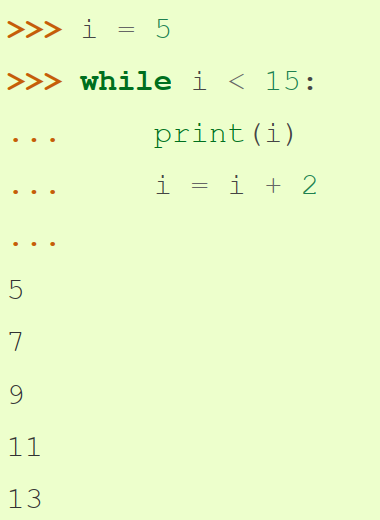 >>> i = 5
>>> while i < 15:
...     print(i)
...     i = i + 2
...
5
7
9
11
13